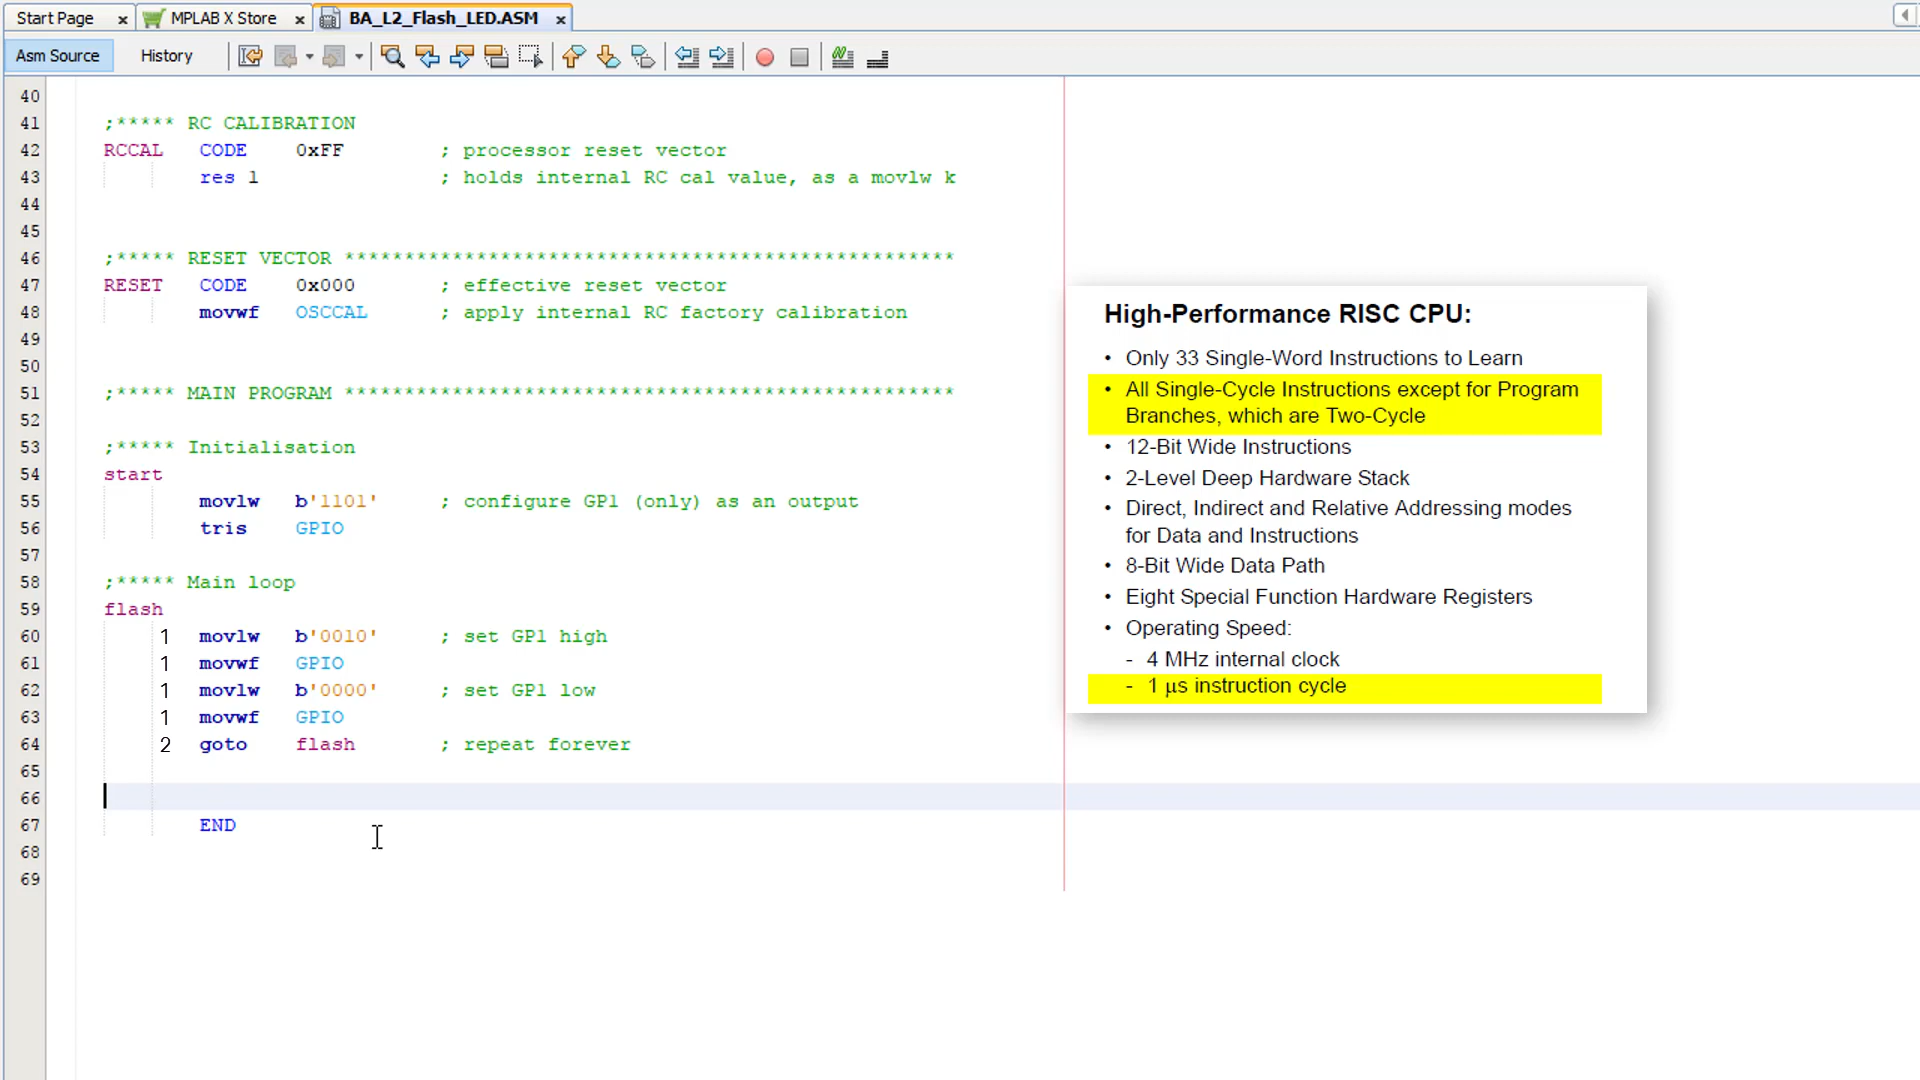 Start Page x MPLAB X Store x BA_L2_Flash_LED.ASM x
Asm Source History
40
41 ;***** RC CALIBRATION
42 RCCAL CODE 0xFF ; processor reset vector
43 res 1 ; holds internal RC cal value, as a movlw k
44
45
46 ;***** RESET VECTOR ***************************************************
47 RESET CODE 0x000 ; effective reset vector
48 movwf OSCCAL ; apply internal RC factory calibration
49
50
51 ;***** MAIN PROGRAM ***************************************************
52
53 ;***** Initialisation
54 start
55 movlw b'1101' ; configure GP1 (only) as an output
56 tris GPIO
57
58 ;***** Main loop
59 flash
60 1 movlw b'0010' ; set GP1 high
61 1 movwf GPIO
62 1 movlw b'0000' ; set GP1 low
63 1 movwf GPIO
64 2 goto flash ; repeat forever
65
66
67 END
68
69
High-Performance RISC CPU:
• Only 33 Single-Word Instructions to Learn
• All Single-Cycle Instructions except for Program
Branches, which are Two-Cycle
• 12-Bit Wide Instructions
• 2-Level Deep Hardware Stack
• Direct, Indirect and Relative Addressing modes
for Data and Instructions
• 8-Bit Wide Data Path
• Eight Special Function Hardware Registers
• Operating Speed:
- 4 MHz internal clock
- 1 μs instruction cycle